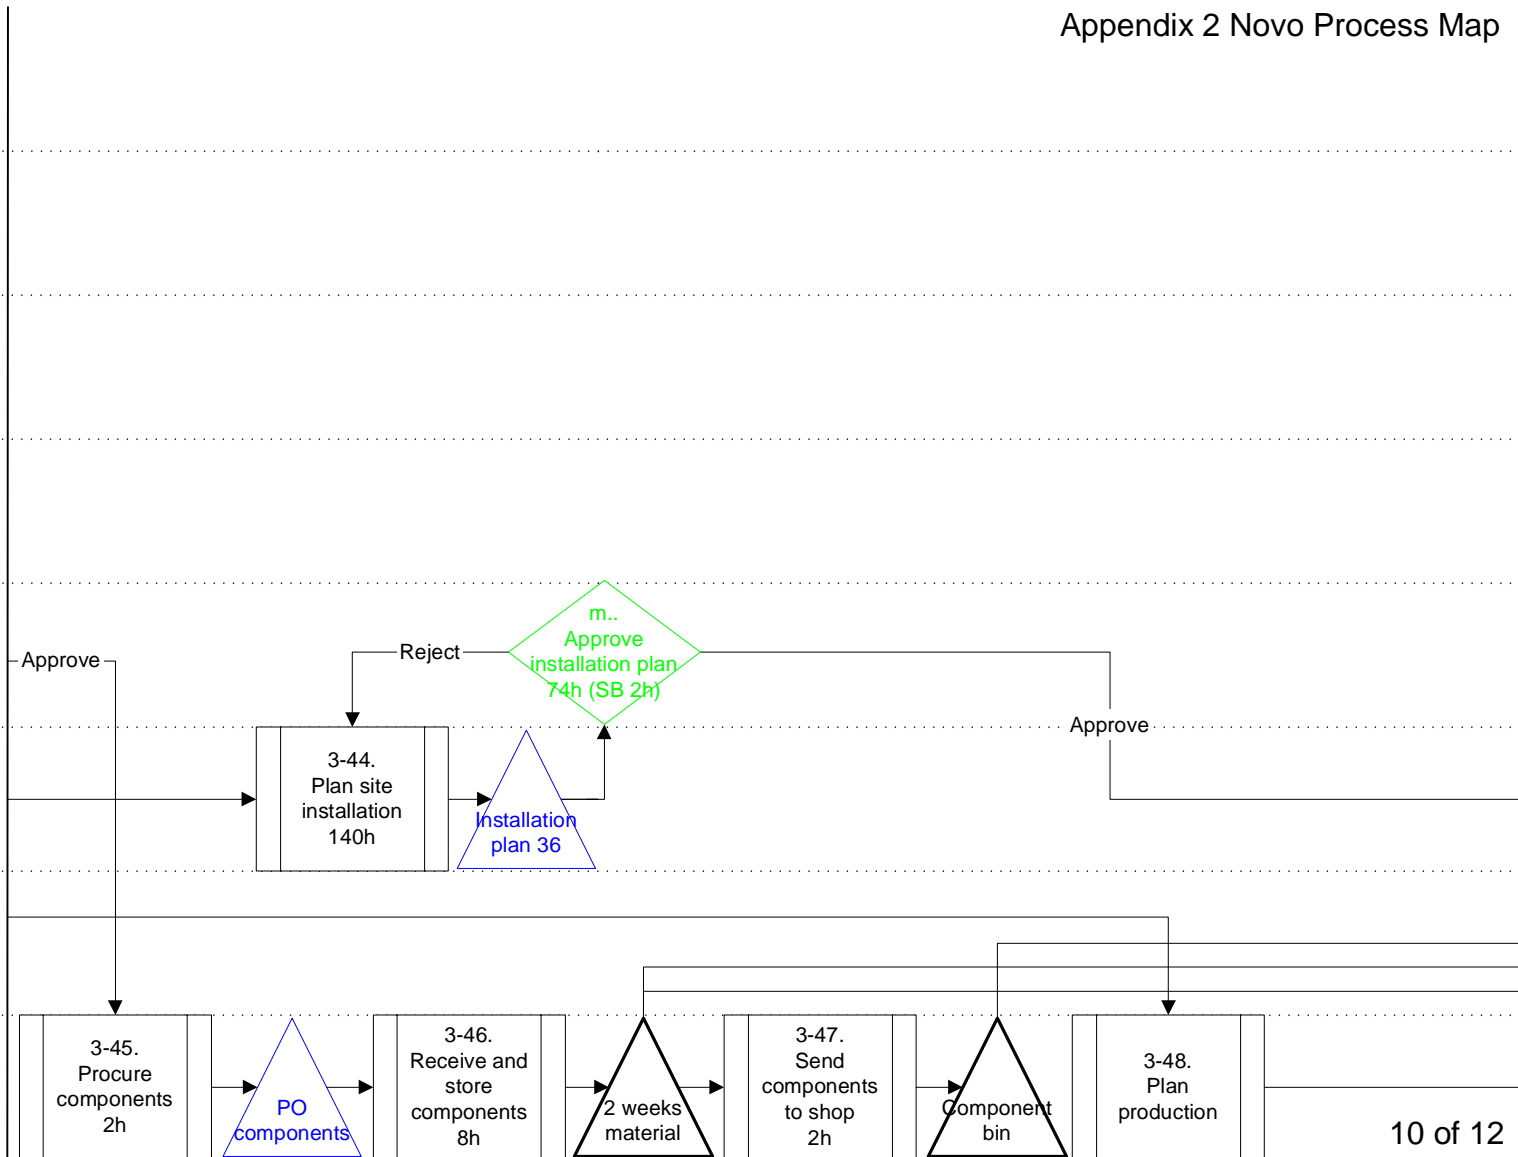 Appendix 2 Novo Process Map
m..
Approve
installation plan
74h (SB 2h)
Reject
Approve
Approve
3-44.
Plan site
installation
140h
Installation
plan 36
3-45.
Procure
components
2h
PO
components
3-46.
Receive and
store
components
8h
2 weeks
material
3-47.
Send
components
to shop
2h
Component
bin
3-48.
Plan
production
10 of 12